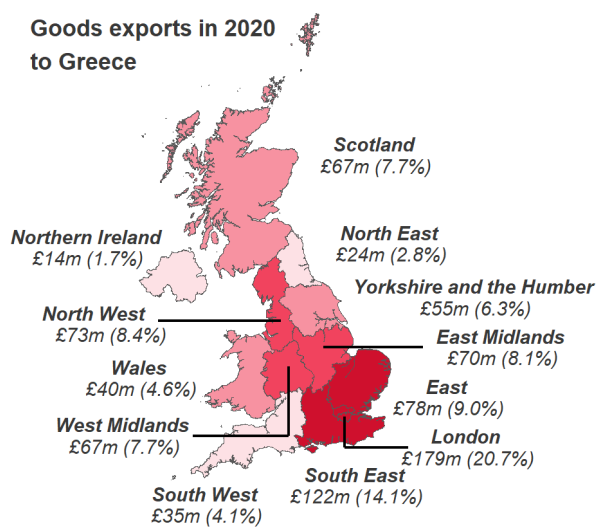 Goods exports in 2020
to Greece
Scotland
£67m (7.7%)
North East
£24m (2.8%)
Northern Ireland
£14m (1.7%)
Yorkshire and the Humber
£55m (6.3%)
North West
£73m (8.4%)
East Midlands
£70m (8.1%)
Wales
£40m (4.6%)
East
£78m (9.0%)
West Midlands
£67m (7.7%)
London
£179m (20.7%)
South East
£122m (14.1%)
South West
£35m (4.1%)